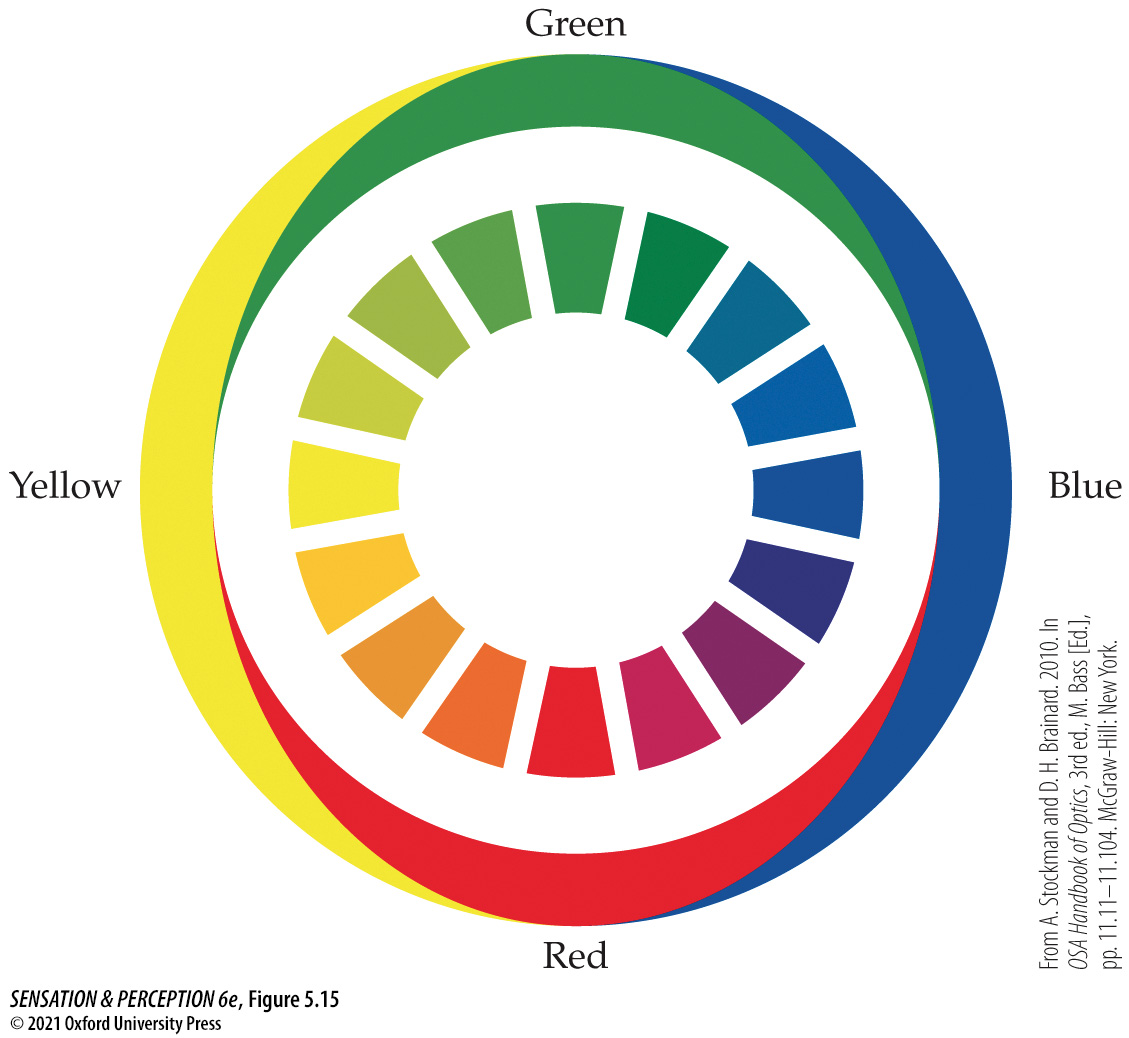 Green
Yellow
Blue
Red
From A. Stockman and D. H. Brainard. 2010. In
OSA Handbook of Optics, 3rd ed., M. Bass [Ed.],
pp. 11.11–11.104. McGraw-Hill: New York.
SENSATION & PERCEPTION 6e, Figure 5.15
© 2021 Oxford University Press